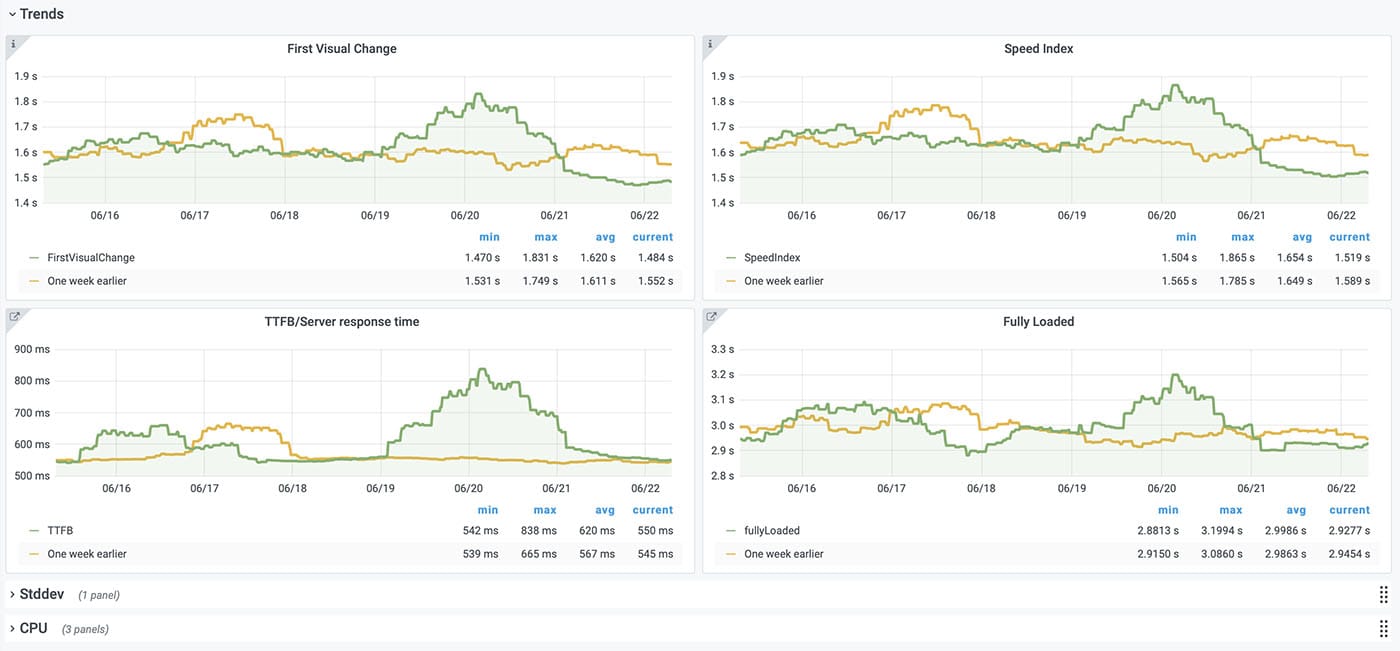 Trends
First Visual Change
1.9 s
1.8 s
1.7 s
1.6 s
1.5 s
1.4 s
06/16 06/17 06/18 06/19 06/20 06/21 06/22
min max avg current
FirstVisualChange 1.470 s 1.831 s 1.620 s 1.484 s
One week earlier 1.531 s 1.749 s 1.611 s 1.552 s
Speed Index
1.9 s
1.8 s
1.7 s
1.6 s
1.5 s
1.4 s
06/16 06/17 06/18 06/19 06/20 06/21 06/22
min max avg current
SpeedIndex 1.504 s 1.865 s 1.654 s 1.519 s
One week earlier 1.565 s 1.785 s 1.649 s 1.589 s
TTFB/Server response time
900 ms
800 ms
700 ms
600 ms
500 ms
06/16 06/17 06/18 06/19 06/20 06/21 06/22
min max avg current
TTFB 542 ms 838 ms 620 ms 550 ms
One week earlier 539 ms 665 ms 567 ms 545 ms
Fully Loaded
3.3 s
3.2 s
3.1 s
3.0 s
2.9 s
2.8 s
06/16 06/17 06/18 06/19 06/20 06/21 06/22
min max avg current
fullyLoaded 2.8813 s 3.1994 s 2.9986 s 2.9277 s
One week earlier 2.9150 s 3.0860 s 2.9863 s 2.9454 s
Stddev (1 panel)
CPU (3 panels)